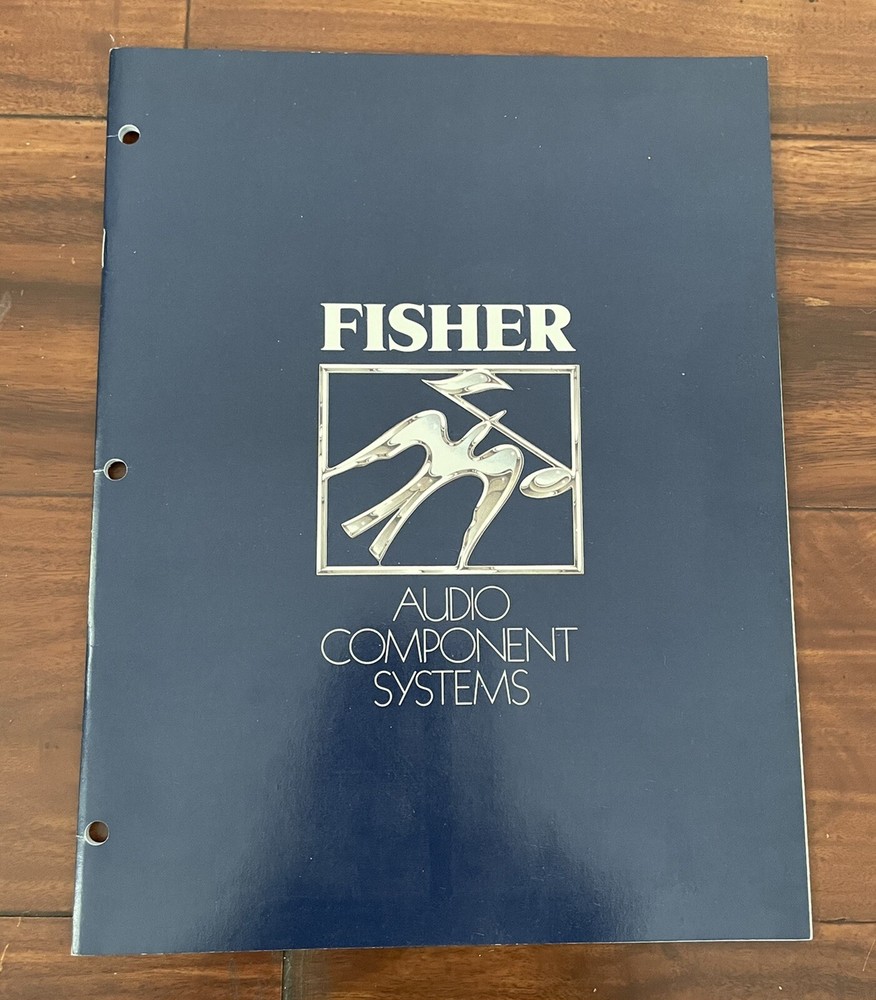 FISHER
AUDIO
COMPONENT
SYSTEMS